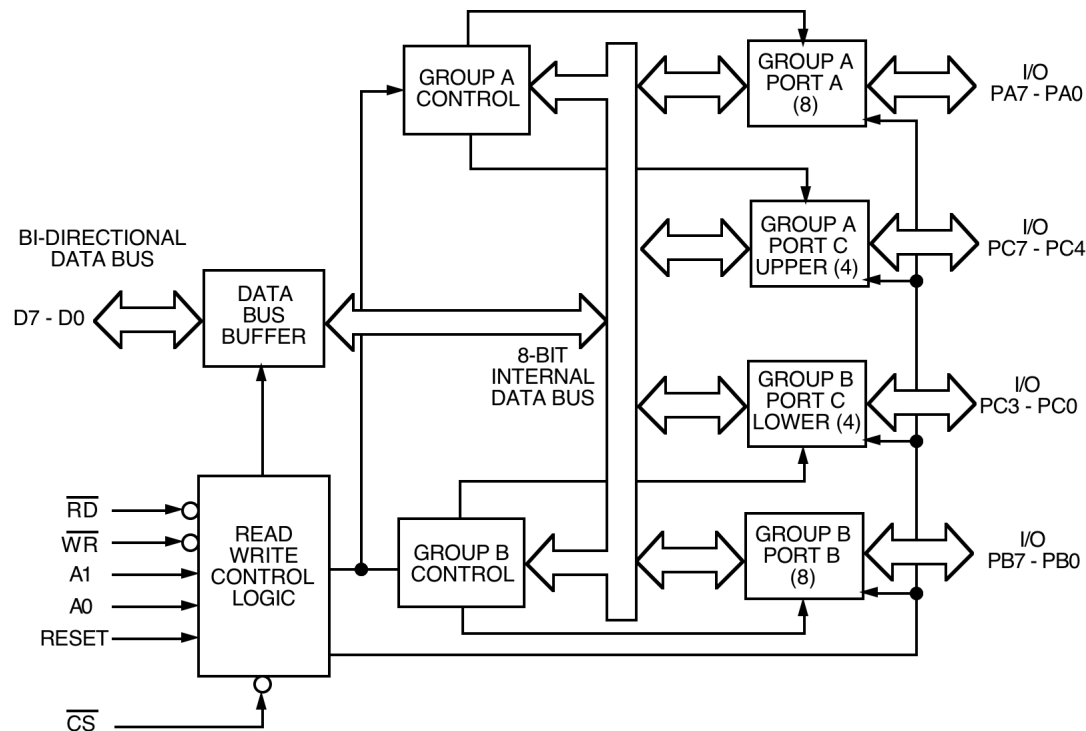 GROUP A
CONTROL
GROUP A
PORT A
(8)
I/O
PA7 - PA0
GROUP A
PORT C
UPPER (4)
I/O
PC7 - PC4
BI-DIRECTIONAL
DATA BUS
D7 - D0
DATA
BUS
BUFFER
8-BIT
INTERNAL
DATA BUS
GROUP B
PORT C
LOWER (4)
I/O
PC3 - PC0
RD
WR
A1
A0
RESET
CS
READ
WRITE
CONTROL
LOGIC
GROUP B
CONTROL
GROUP B
PORT B
(8)
I/O
PB7 - PB0